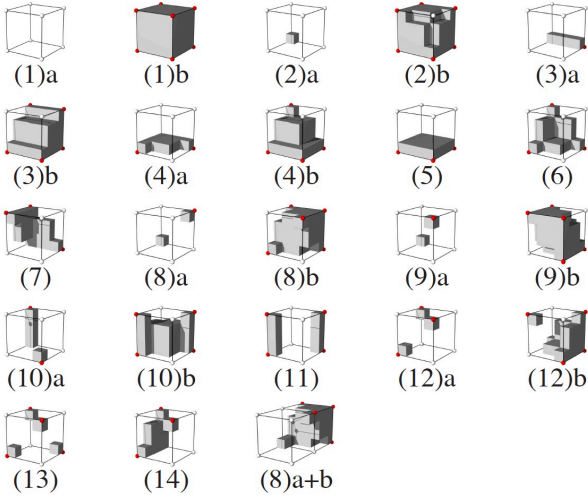 (1)a (1)b (2)a (2)b (3)a
(3)b (4)a (4)b (5) (6)
(7) (8)a (8)b (9)a (9)b
(10)a (10)b (11) (12)a (12)b
(13) (14) (8)a+b